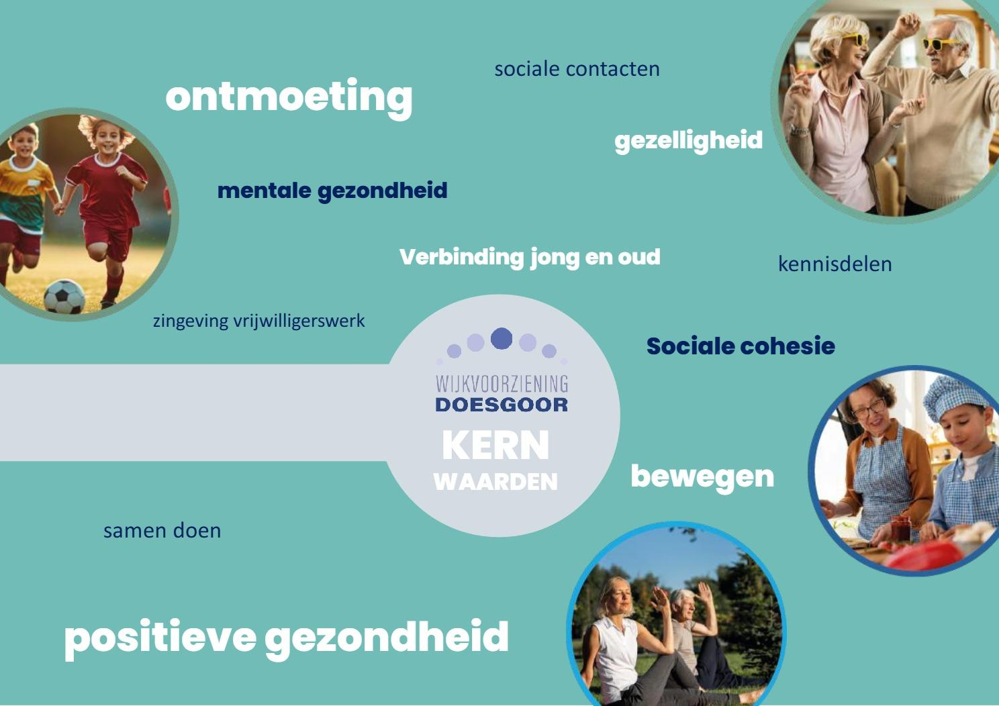 sociale contacten
ontmoeting
gezelligheid
mentale gezondheid
Verbinding jong en oud
kennisdelen
zingeving vrijwilligerswerk
Sociale cohesie
WIJKVOORZIENING
DOESGOOR
KERN
WAARDEN
bewegen
samen doen
positieve gezondheid